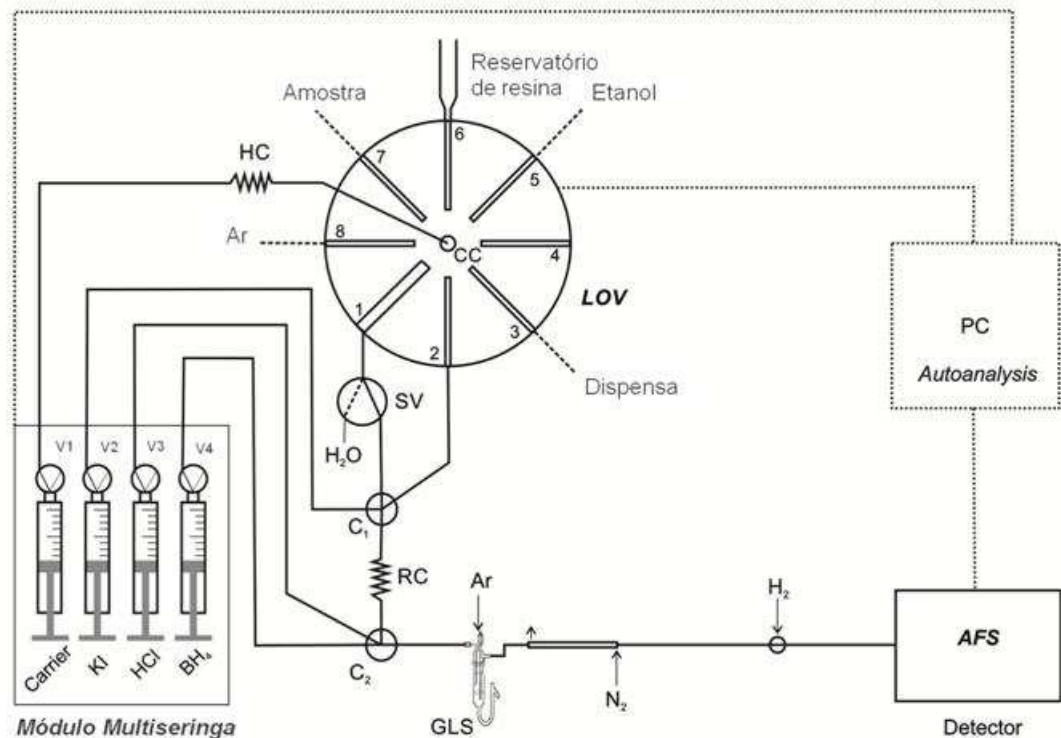 Reservatório
de resina
Amostra
Etanol
HC
6
7
5
Ar
8
CC
4
LOV
1
2
3
PC
Autoanalysis
SV
Dispensa
H₂O
V1
V2
V3
V4
C₁
RC
Ar
H₂
AFS
C₂
N₂
Carrier
KI
HCl
BH₄
GLS
Módulo Multiseringa
Detector